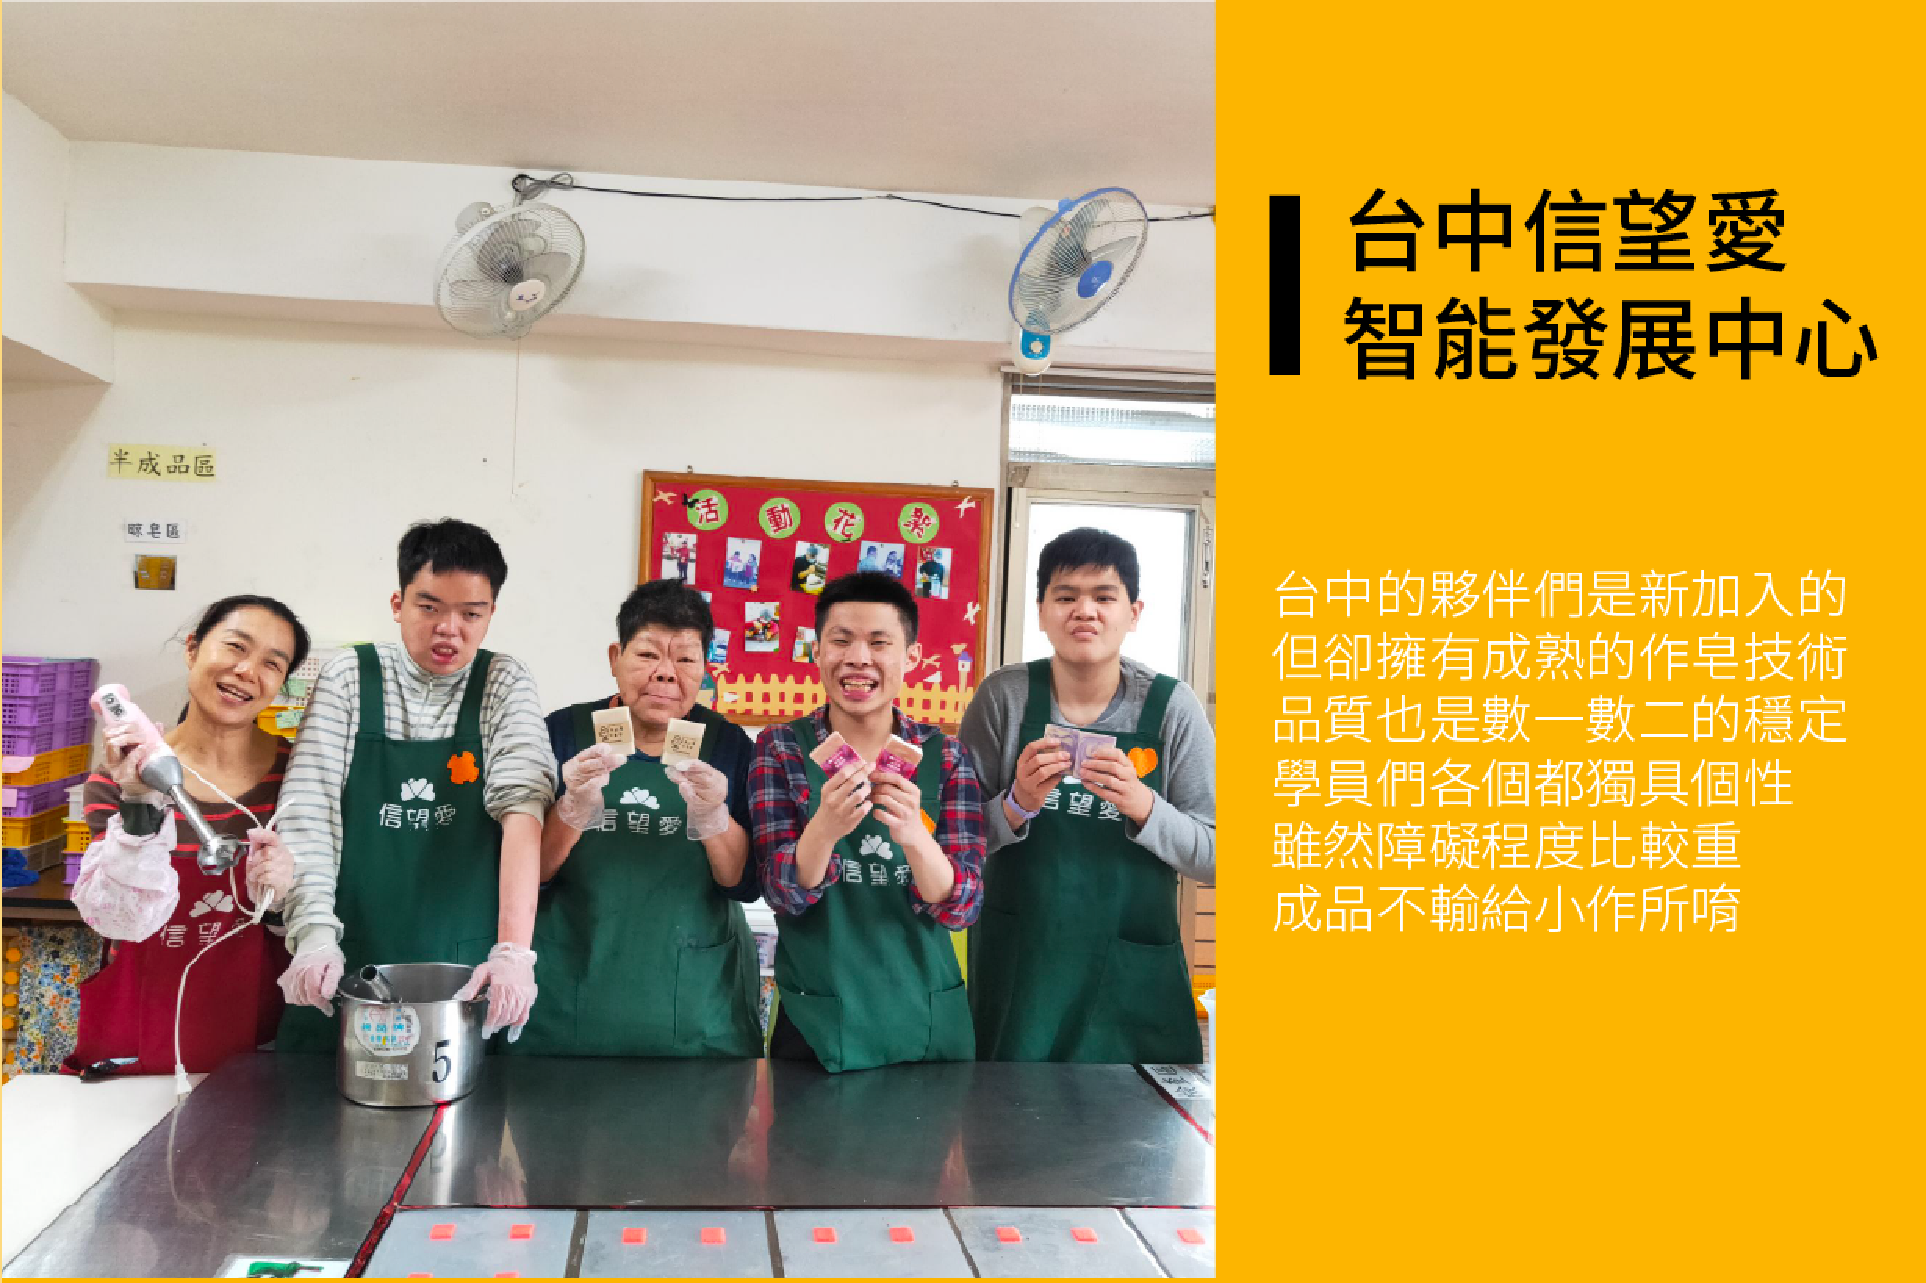 台中信望愛
智能發展中心
台中的夥伴們是新加入的
但卻擁有成熟的作皂技術
品質也是數一數二的穩定
學員們各個都獨具個性
雖然障礙程度比較重
成品不輸給小作所唷
半成品區
晾皂區
活動花絮
信望愛
信望愛
信望愛
信望愛
信望
5